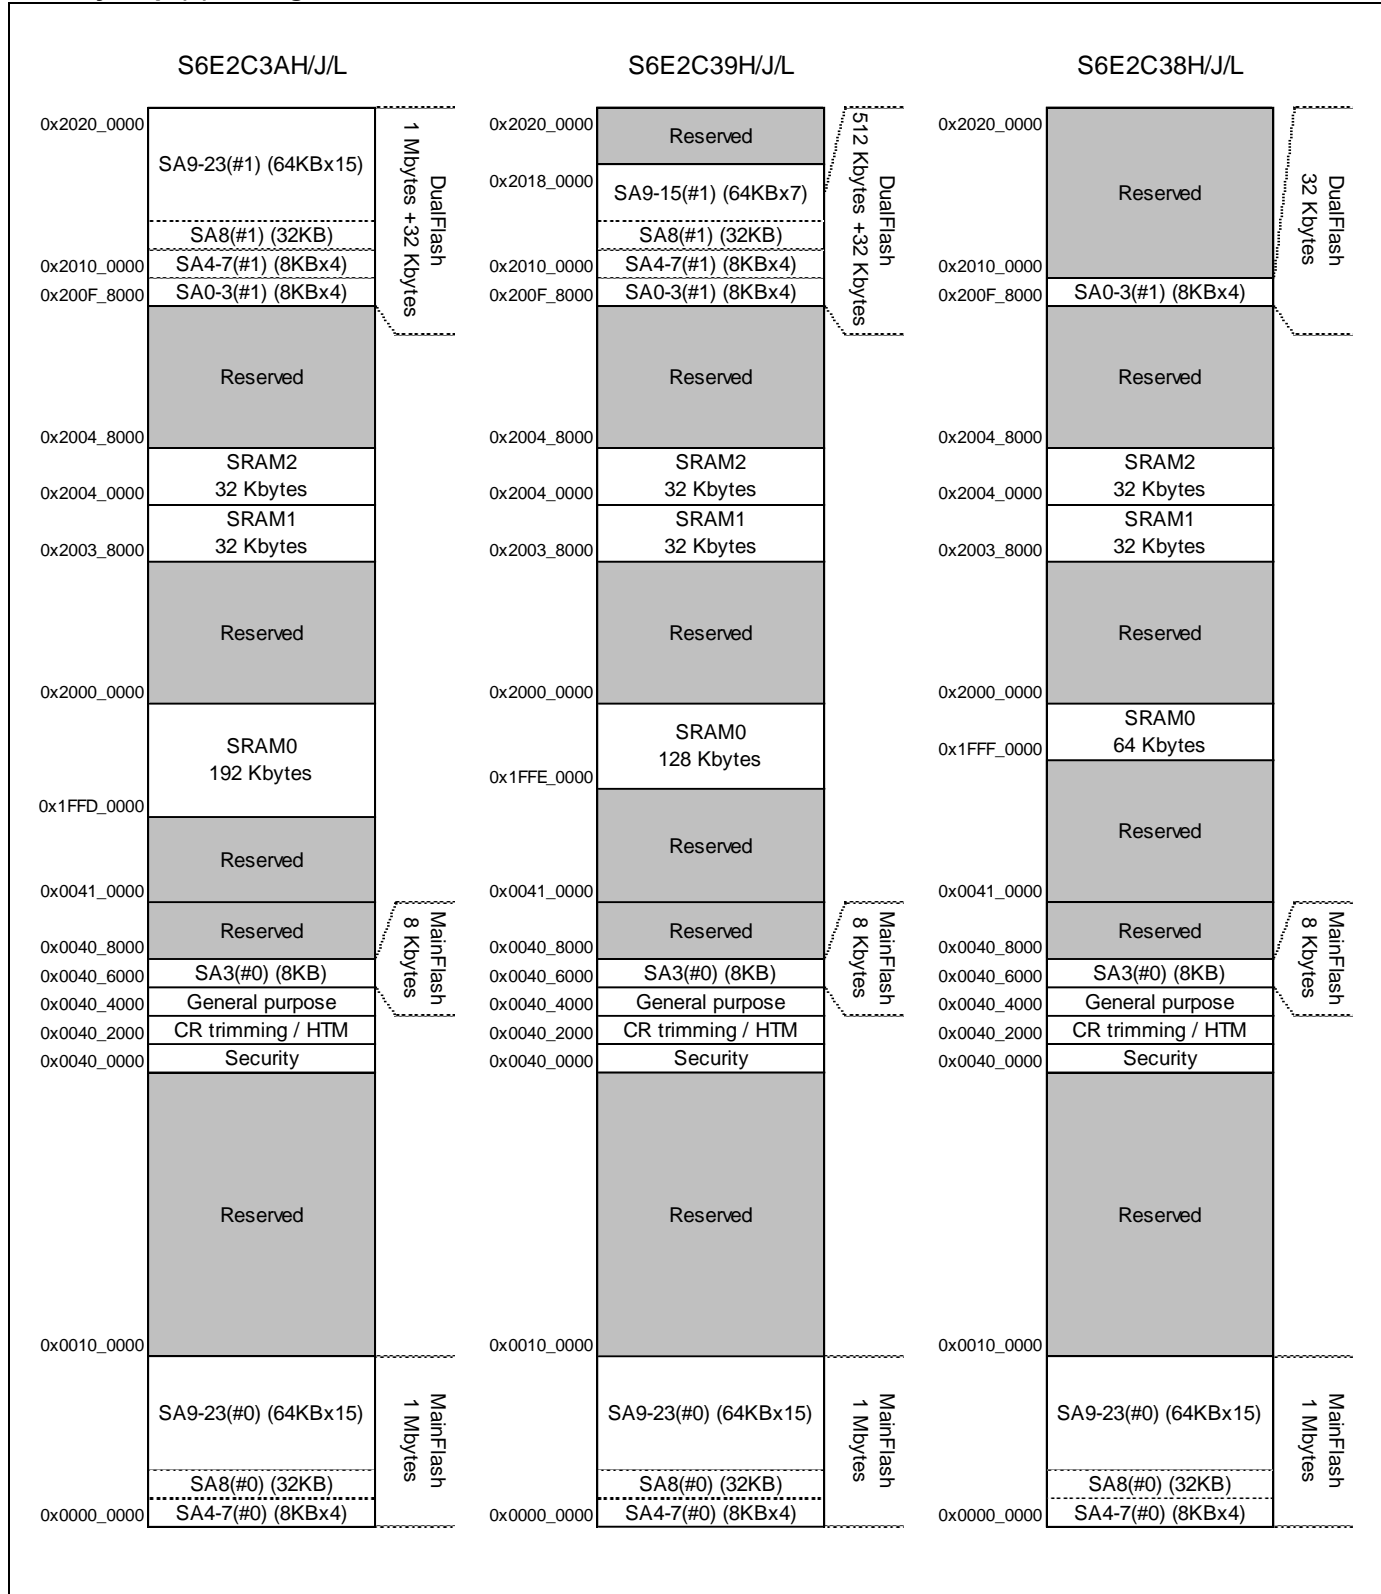 S6E2C3AH/J/L
0x2020_0000
SA9-23(#1) (64KBx15)
SA8(#1) (32KB)
0x2010_0000
SA4-7(#1) (8KBx4)
0x200F_8000
SA0-3(#1) (8KBx4)
DualFlash
1 Mbytes +32 Kbytes
Reserved
0x2004_8000
SRAM2
32 Kbytes
0x2004_0000
SRAM1
32 Kbytes
0x2003_8000
Reserved
0x2000_0000
SRAM0
192 Kbytes
0x1FFD_0000
Reserved
0x0041_0000
Reserved
0x0040_8000
MainFlash
8 Kbytes
0x0040_6000
SA3(#0) (8KB)
0x0040_4000
General purpose
0x0040_2000
CR trimming / HTM
0x0040_0000
Security
Reserved
0x0010_0000
SA9-23(#0) (64KBx15)
MainFlash
1 Mbytes
SA8(#0) (32KB)
0x0000_0000
SA4-7(#0) (8KBx4)
S6E2C39H/J/L
0x2020_0000
Reserved
0x2018_0000
SA9-15(#1) (64KBx7)
SA8(#1) (32KB)
0x2010_0000
SA4-7(#1) (8KBx4)
0x200F_8000
SA0-3(#1) (8KBx4)
DualFlash
512 Kbytes +32 Kbytes
Reserved
0x2004_8000
SRAM2
32 Kbytes
0x2004_0000
SRAM1
32 Kbytes
0x2003_8000
Reserved
0x2000_0000
SRAM0
128 Kbytes
0x1FFE_0000
Reserved
0x0041_0000
Reserved
0x0040_8000
MainFlash
8 Kbytes
0x0040_6000
SA3(#0) (8KB)
0x0040_4000
General purpose
0x0040_2000
CR trimming / HTM
0x0040_0000
Security
Reserved
0x0010_0000
SA9-23(#0) (64KBx15)
MainFlash
1 Mbytes
SA8(#0) (32KB)
0x0000_0000
SA4-7(#0) (8KBx4)
S6E2C38H/J/L
0x2020_0000
Reserved
DualFlash
32 Kbytes
0x2010_0000
0x200F_8000
SA0-3(#1) (8KBx4)
Reserved
0x2004_8000
SRAM2
32 Kbytes
0x2004_0000
SRAM1
32 Kbytes
0x2003_8000
Reserved
0x2000_0000
SRAM0
64 Kbytes
0x1FFF_0000
Reserved
0x0041_0000
Reserved
0x0040_8000
MainFlash
8 Kbytes
0x0040_6000
SA3(#0) (8KB)
0x0040_4000
General purpose
0x0040_2000
CR trimming / HTM
0x0040_0000
Security
Reserved
0x0010_0000
SA9-23(#0) (64KBx15)
MainFlash
1 Mbytes
SA8(#0) (32KB)
0x0000_0000
SA4-7(#0) (8KBx4)